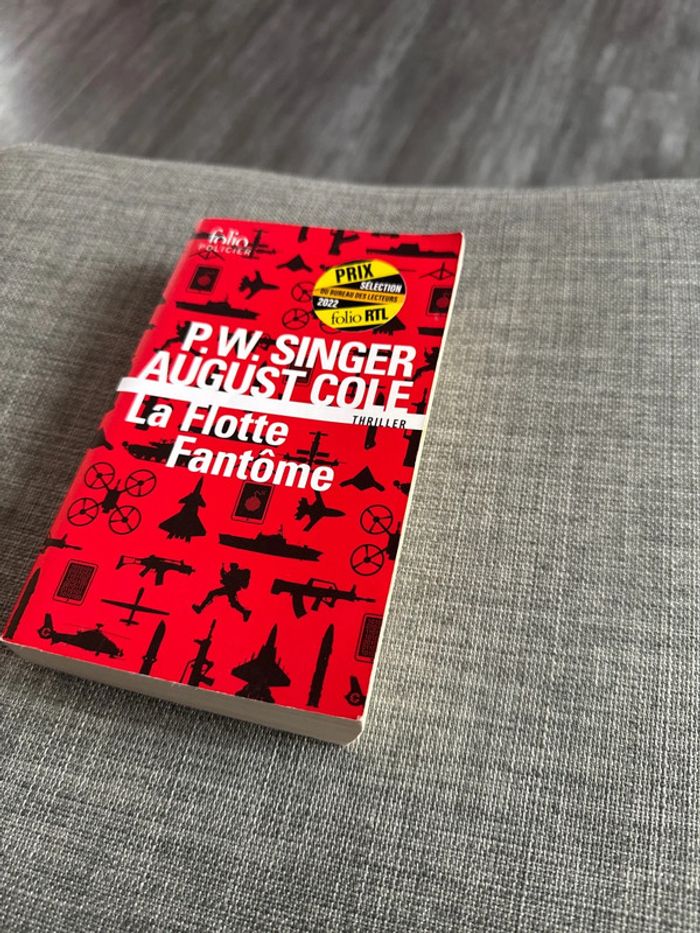 folio
POLICIER
PRIX
SÉLECTION
DU BUREAU DES LECTEURS
2022
folio RTL
P. W. SINGER
AUGUST COLE
THRILLER
La Flotte
Fantôme